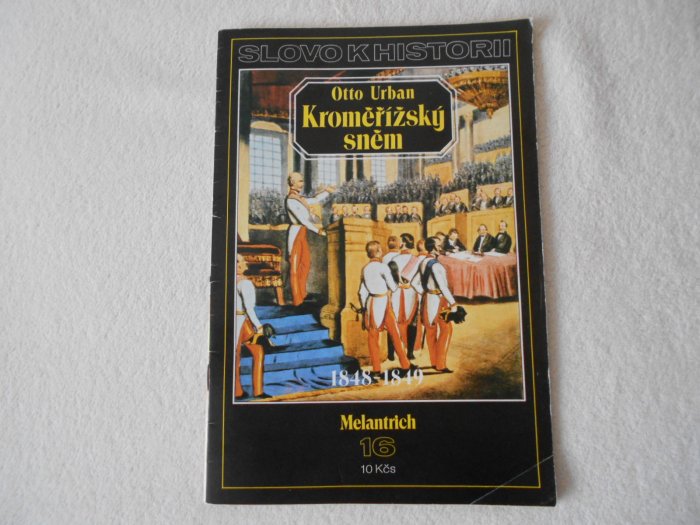 SLOVO K HISTORII
Otto Urban
Kroměřížský
sněm
1848-1849
Melantrich
16
10 Kčs